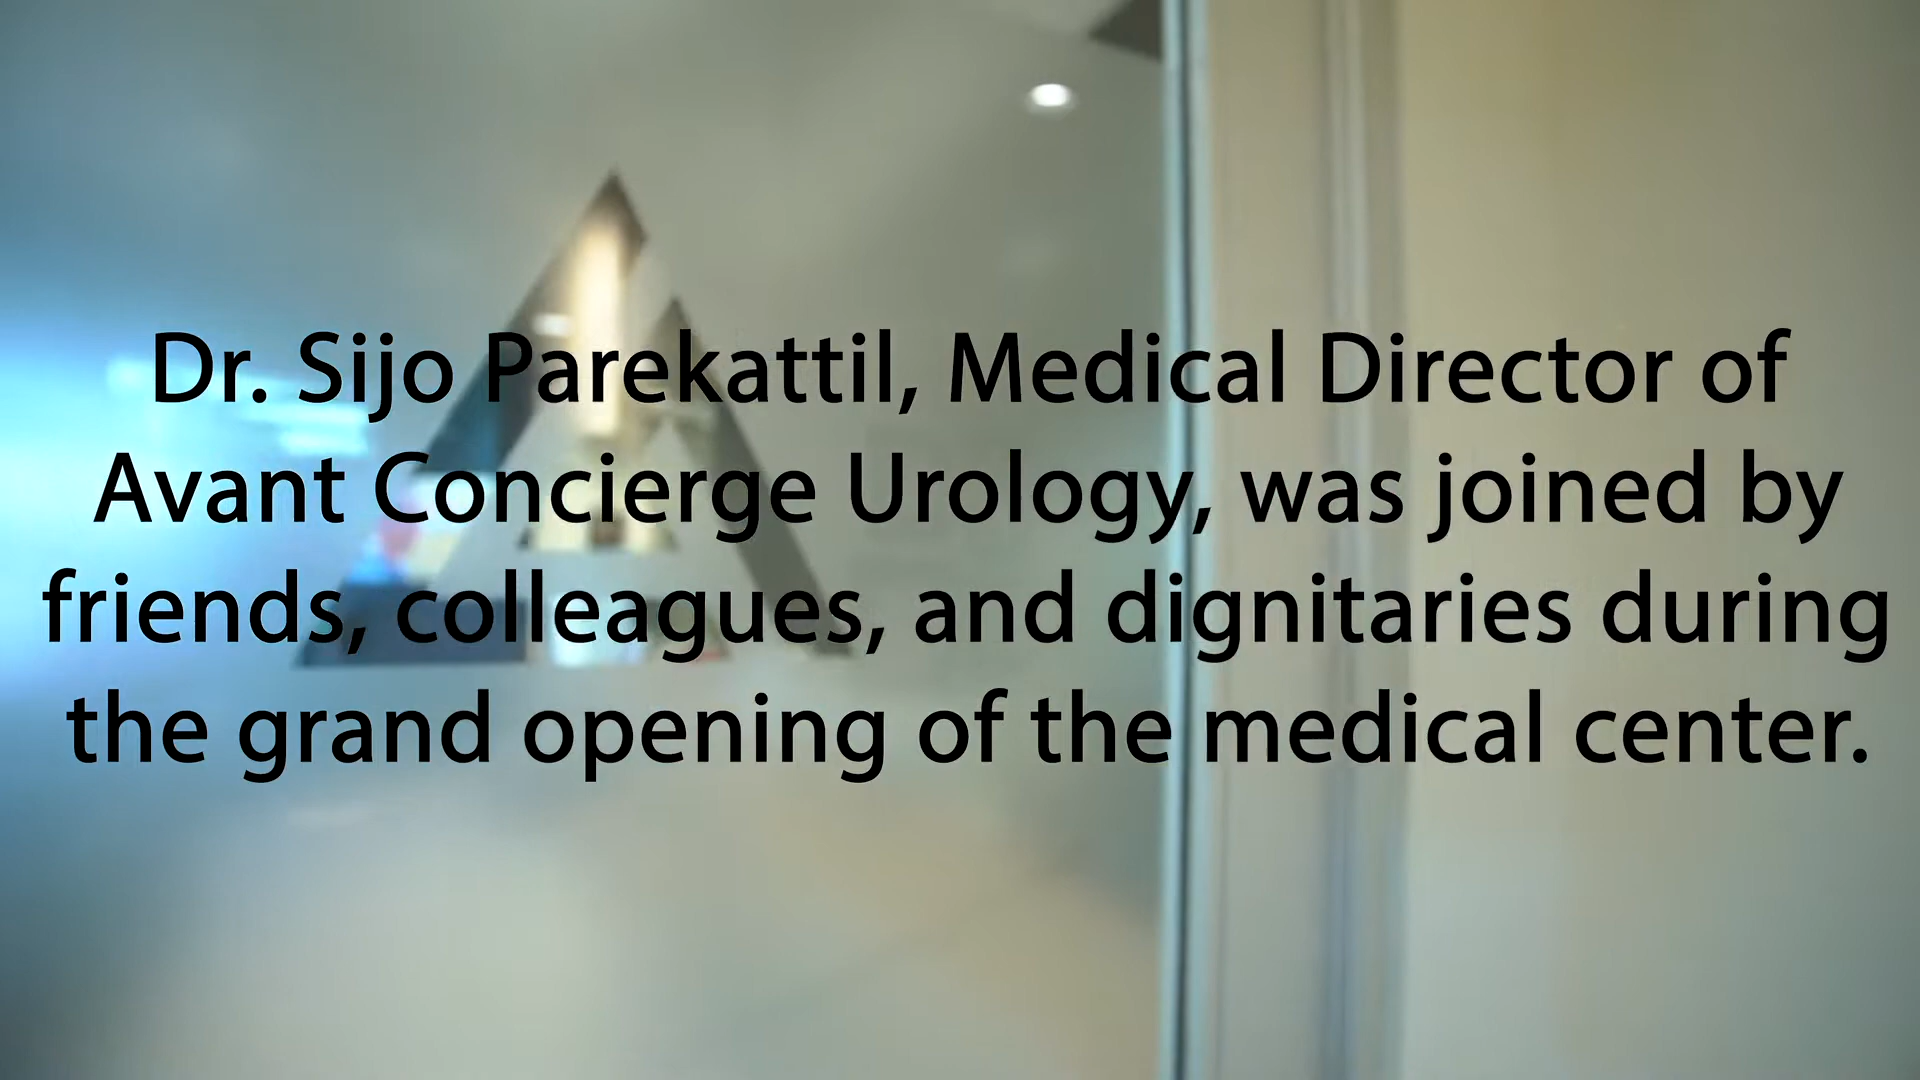 Dr. Sijo Parekattil, Medical Director of
Avant Concierge Urology, was joined by
friends, colleagues, and dignitaries during
the grand opening of the medical center.